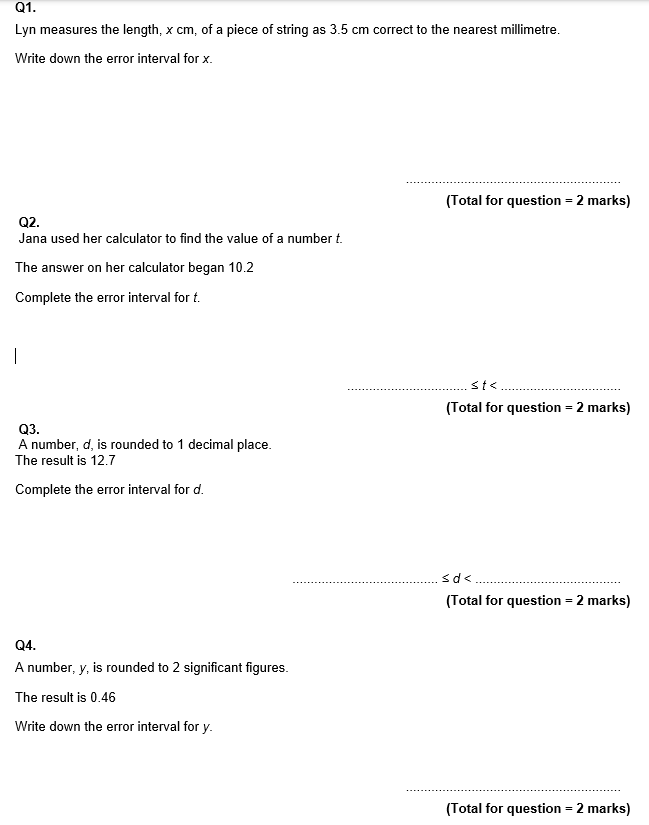 Q1.
Lyn measures the length, x cm, of a piece of string as 3.5 cm correct to the nearest millimetre.
Write down the error interval for x.
..............................................................
(Total for question = 2 marks)
Q2.
Jana used her calculator to find the value of a number t.
The answer on her calculator began 10.2
Complete the error interval for t.
................................... ≤ t < ...................................
(Total for question = 2 marks)
Q3.
A number, d, is rounded to 1 decimal place.
The result is 12.7
Complete the error interval for d.
.......................................... ≤ d < ..........................................
(Total for question = 2 marks)
Q4.
A number, y, is rounded to 2 significant figures.
The result is 0.46
Write down the error interval for y.
..............................................................
(Total for question = 2 marks)